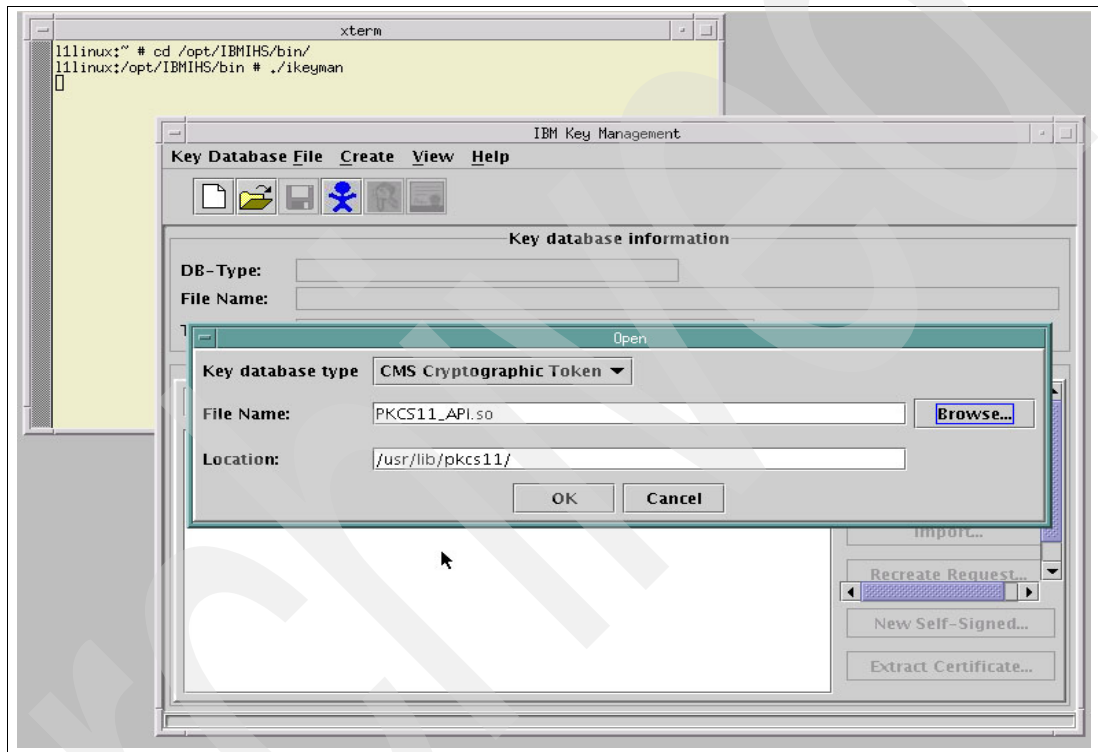 xterm
l1linux:~ # cd /opt/IBMIHS/bin/
l1linux:/opt/IBMIHS/bin # ./ikeyman
IBM Key Management
Key Database File Create View Help
Key database information
DB-Type:
File Name:
Open
Key database type CMS Cryptographic Token
File Name: PKCS11_API.so Browse...
Location: /usr/lib/pkcs11/
OK Cancel
Import...
Recreate Request...
New Self-Signed...
Extract Certificate...